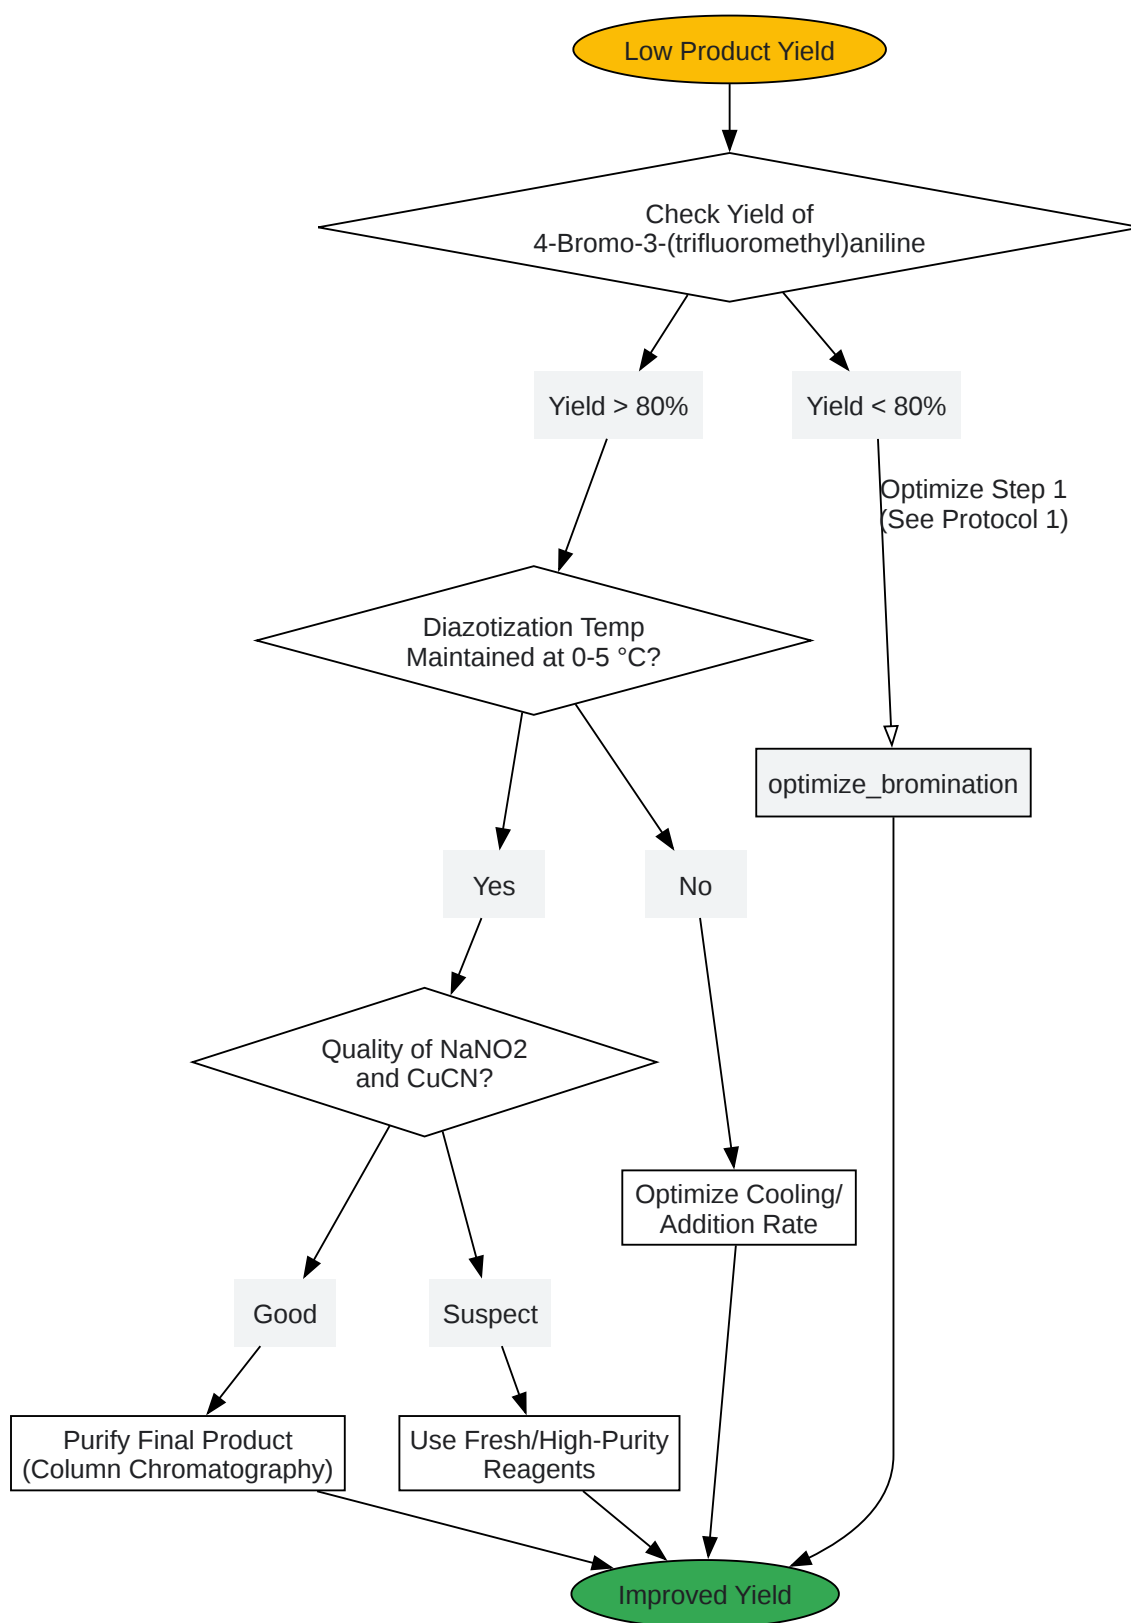 Low Product Yield
Check Yield of
4-Bromo-3-(trifluoromethyl)aniline
Yield > 80%
Yield < 80%
Optimize Step 1
(See Protocol 1)
Diazotization Temp
Maintained at 0-5 °C?
optimize_bromination
Yes
No
Quality of NaNO2
and CuCN?
Optimize Cooling/
Addition Rate
Good
Suspect
Purify Final Product
(Column Chromatography)
Use Fresh/High-Purity
Reagents
Improved Yield